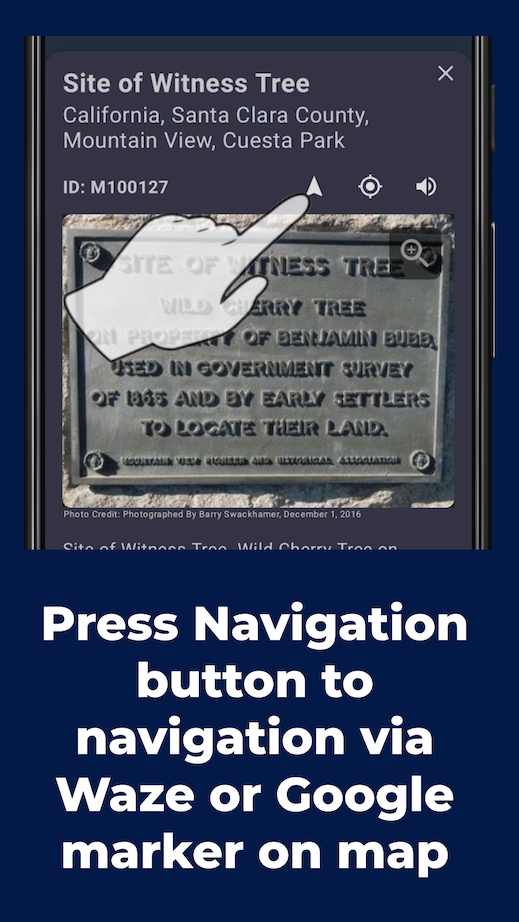 Site of Witness Tree
California, Santa Clara County,
Mountain View, Cuesta Park
ID: M100127
SITE OF WITNESS TREE
WILD CHERRY TREE
ON PROPERTY OF BENJAMIN BUBB,
USED IN GOVERNMENT SURVEY
OF 1865 AND BY EARLY SETTLERS
TO LOCATE THEIR LAND.
MOUNTAIN VIEW PIONEER AND HISTORICAL ASSOCIATION
Photo Credit: Photographed By Barry Swackhamer, December 1, 2016
Site of Witness Tree. Wild Cherry Tree on
Press Navigation
button to
navigation via
Waze or Google
marker on map